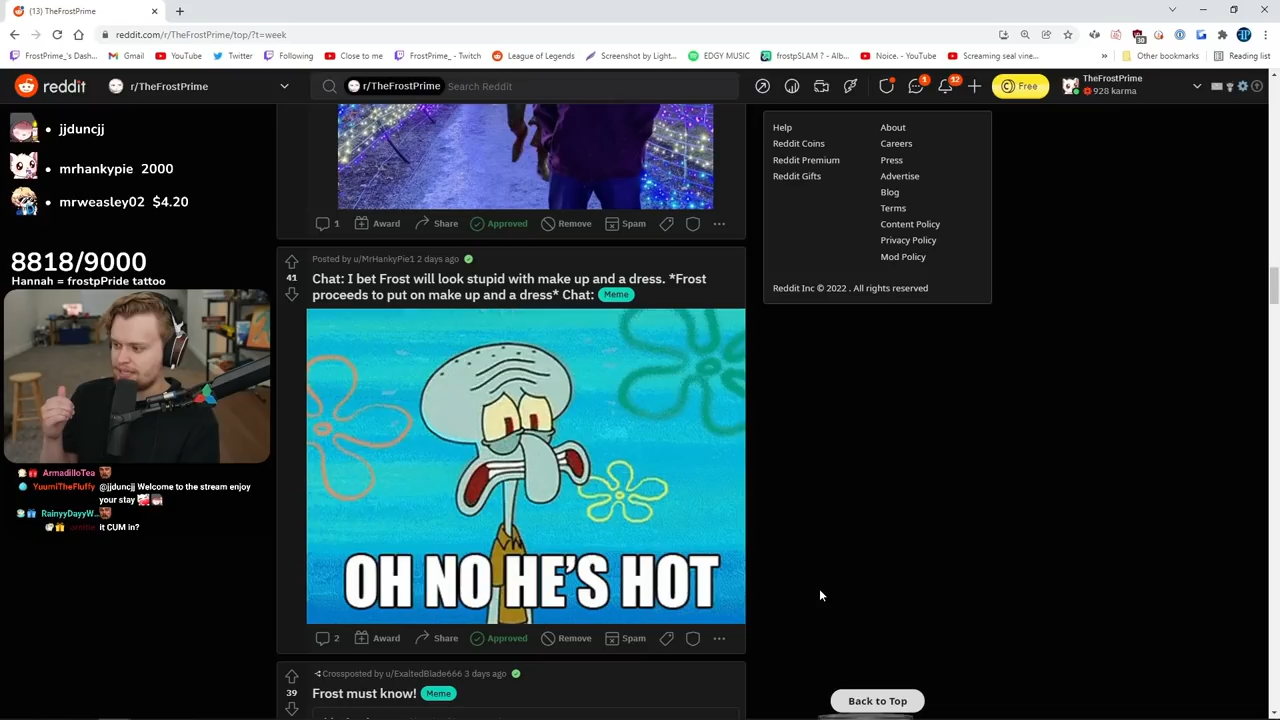 (13) TheFrostPrime
reddit.com/r/TheFrostPrime/top/?t=week
FrostPrime_'s Dash...
Gmail
YouTube
Twitter
Following
Close to me
FrostPrime_ - Twitch
League of Legends
Screenshot by Light...
EDGY MUSIC
frostpSLAM ? - Alb...
Noice. - YouTube
Screaming seal vine...
Other bookmarks
Reading list
reddit
r/TheFrostPrime
r/TheFrostPrime
Search Reddit
1
12
Free
TheFrostPrime
928 karma
• jjduncjj
• mrhankypie 2000
• mrweasley02 $4.20
8818/9000
Hannah = frostpPride tattoo
ArmadilloTea
YuumiTheFluffy @jjduncjj Welcome to the stream enjoy
your stay
RainyyDayyW...
it CUM in?
1 Award Share Approved Remove Spam
Posted by u/MrHankyPie1 2 days ago
41
Chat: I bet Frost will look stupid with make up and a dress. *Frost
proceeds to put on make up and a dress* Chat: Meme
OH NO HE'S HOT
2 Award Share Approved Remove Spam
Crossposted by u/ExaltedBlade666 3 days ago
39
Frost must know! Meme
Help
Reddit Coins
Reddit Premium
Reddit Gifts
About
Careers
Press
Advertise
Blog
Terms
Content Policy
Privacy Policy
Mod Policy
Reddit Inc © 2022 . All rights reserved
Back to Top